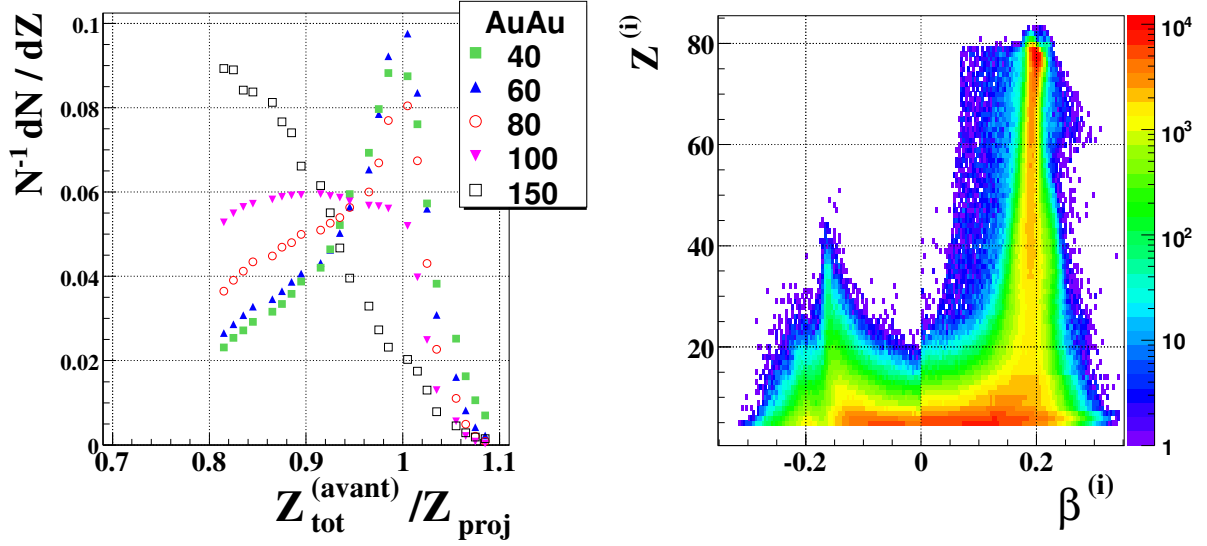 N⁻¹ dN / dZ
0.1
0.08
0.06
0.04
0.02
0
0.7 0.8 0.9 1 1.1
Z_tot^(avant) /Z_proj
AuAu
40
60
80
100
150
Z^(i)
80
60
40
20
-0.2 0 0.2
β^(i)
10⁴
10³
10²
10
1